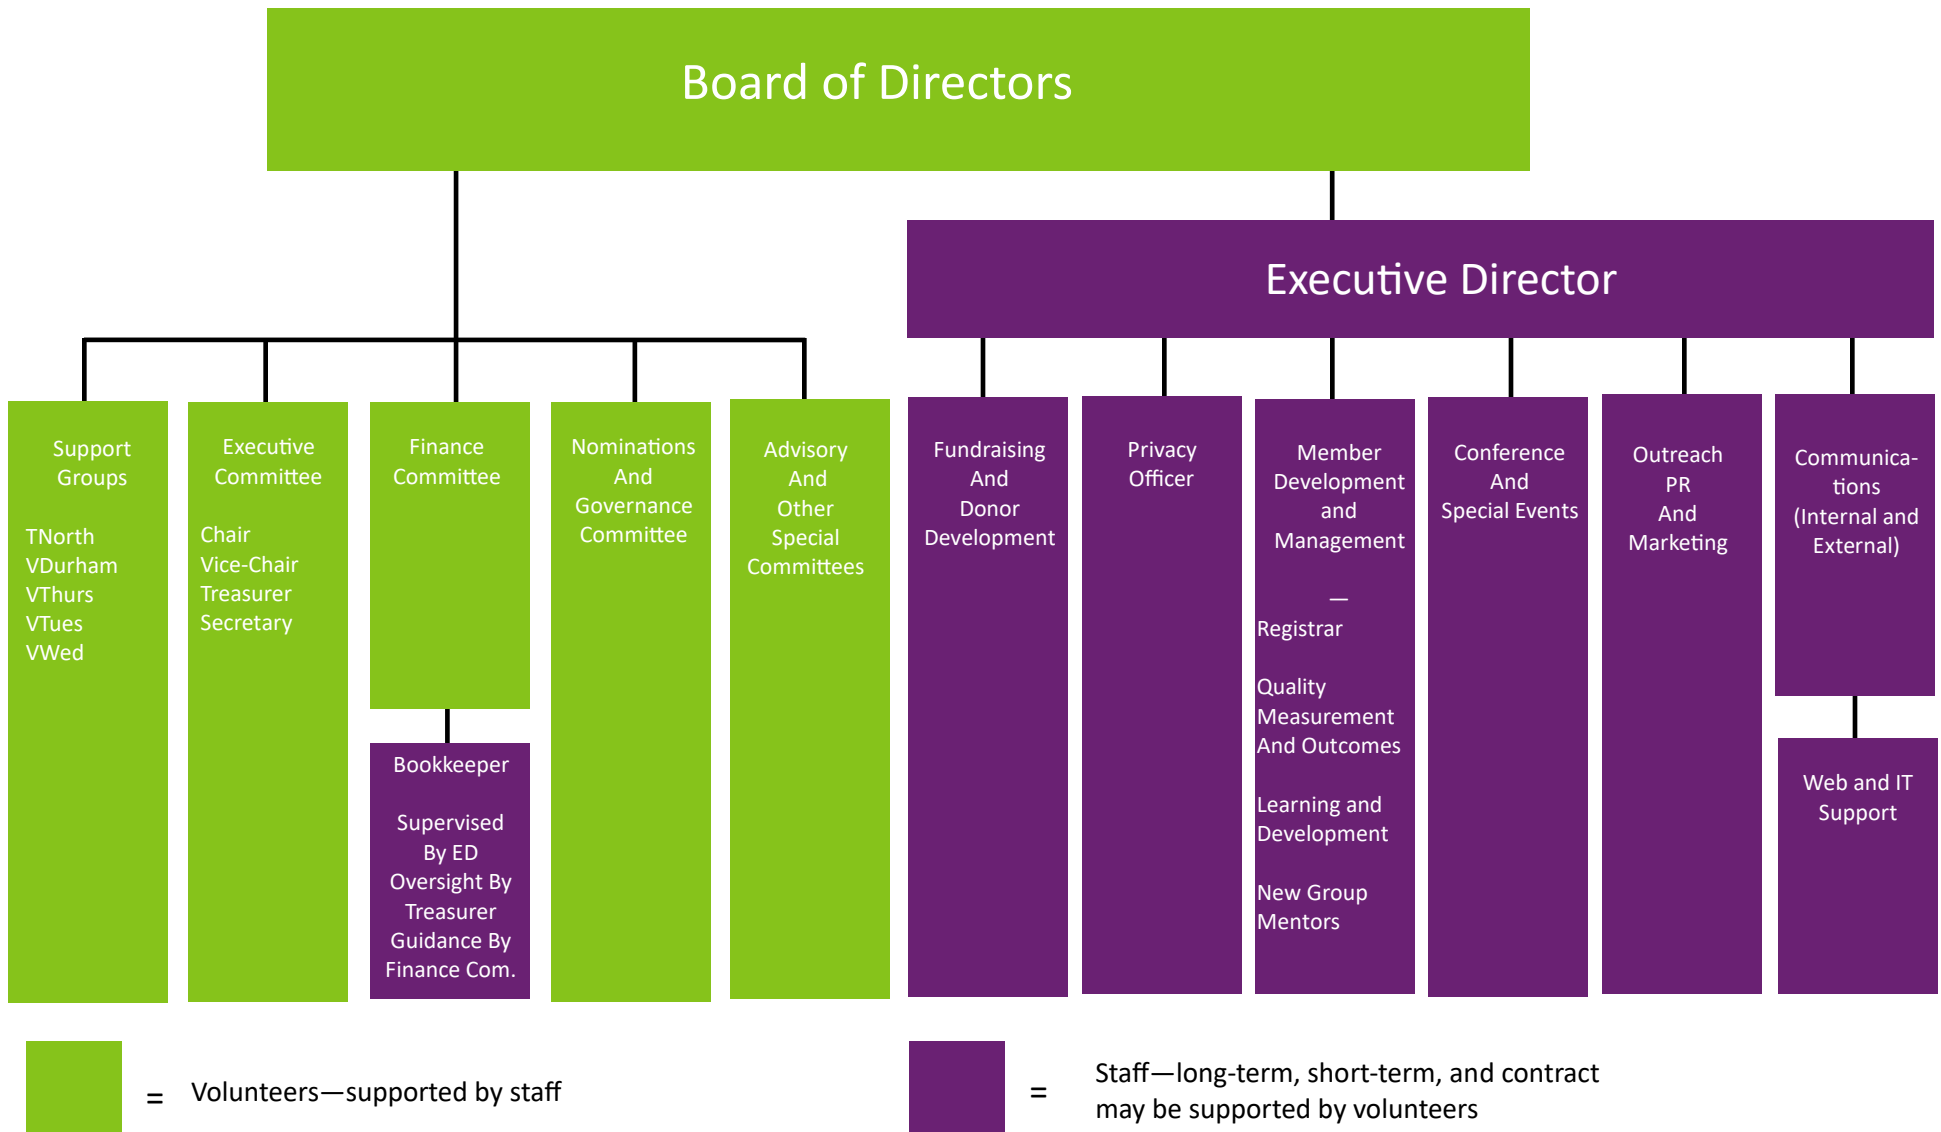 Board of Directors
Executive Director
Support
Groups
TNorth
VDurham
VThurs
VTues
VWed
Executive
Committee
Chair
Vice-Chair
Treasurer
Secretary
Finance
Committee
Bookkeeper
Supervised
By ED
Oversight By
Treasurer
Guidance By
Finance Com.
Nominations
And
Governance
Committee
Advisory
And
Other
Special
Committees
Fundraising
And
Donor
Development
Privacy
Officer
Member
Development
and
Management
—
Registrar
Quality
Measurement
And Outcomes
Learning and
Development
New Group
Mentors
Conference
And
Special Events
Outreach
PR
And
Marketing
Communica-
tions
(Internal and
External)
Web and IT
Support
= Volunteers—supported by staff
= Staff—long-term, short-term, and contract
may be supported by volunteers